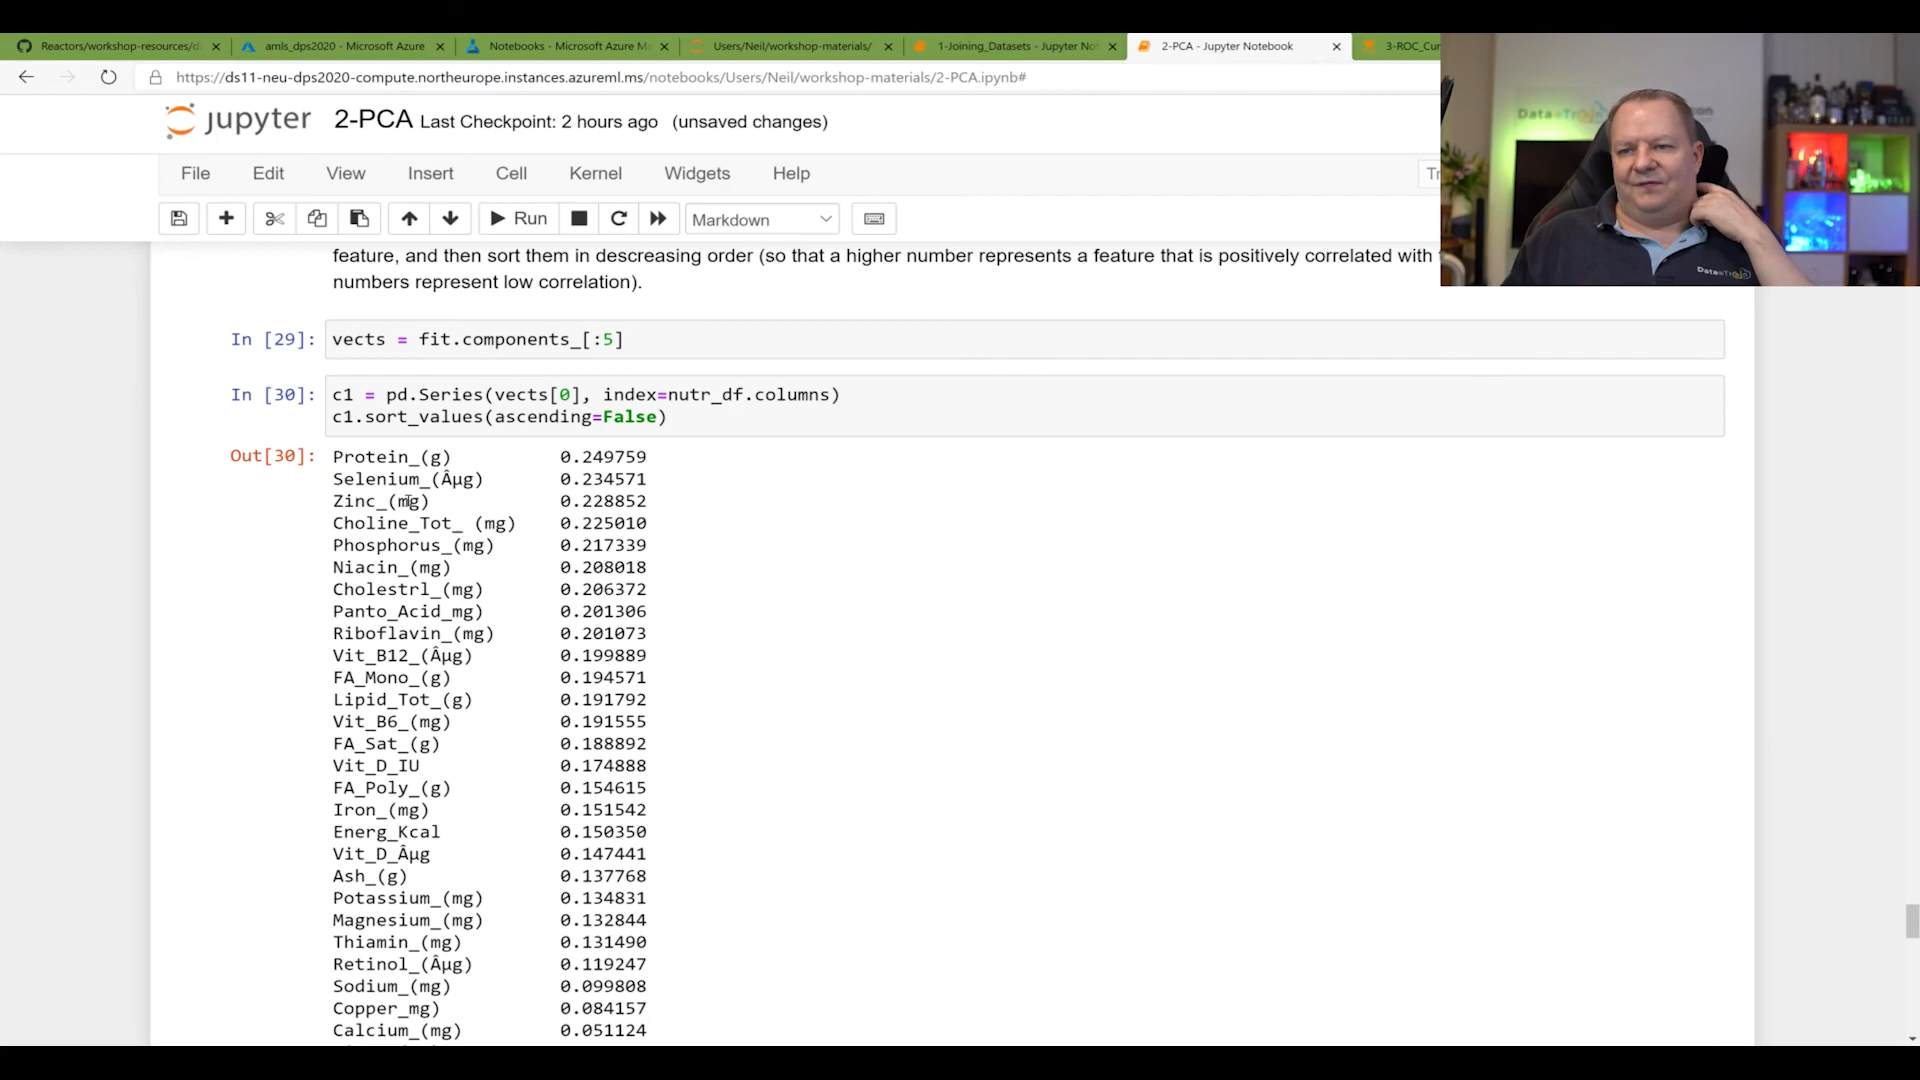 Reactors/workshop-resources/d
amls_dps2020 - Microsoft Azure
Notebooks - Microsoft Azure Ma
Users/Neil/workshop-materials/
1-Joining_Datasets - Jupyter Not
2-PCA - Jupyter Notebook
3-ROC_Cur
https://ds11-neu-dps2020-compute.northeurope.instances.azureml.ms/notebooks/Users/Neil/workshop-materials/2-PCA.ipynb#
jupyter 2-PCA Last Checkpoint: 2 hours ago (unsaved changes)
File Edit View Insert Cell Kernel Widgets Help
Tr
Run Markdown
feature, and then sort them in descreasing order (so that a higher number represents a feature that is positively correlated with
numbers represent low correlation).
In [29]: vects = fit.components_[:5]
In [30]: c1 = pd.Series(vects[0], index=nutr_df.columns)
c1.sort_values(ascending=False)
Out[30]: Protein_(g) 0.249759
Selenium_(Âµg) 0.234571
Zinc_(mg) 0.228852
Choline_Tot_ (mg) 0.225010
Phosphorus_(mg) 0.217339
Niacin_(mg) 0.208018
Cholestrl_(mg) 0.206372
Panto_Acid_mg) 0.201306
Riboflavin_(mg) 0.201073
Vit_B12_(Âµg) 0.199889
FA_Mono_(g) 0.194571
Lipid_Tot_(g) 0.191792
Vit_B6_(mg) 0.191555
FA_Sat_(g) 0.188892
Vit_D_IU 0.174888
FA_Poly_(g) 0.154615
Iron_(mg) 0.151542
Energ_Kcal 0.150350
Vit_D_Âµg 0.147441
Ash_(g) 0.137768
Potassium_(mg) 0.134831
Magnesium_(mg) 0.132844
Thiamin_(mg) 0.131490
Retinol_(Âµg) 0.119247
Sodium_(mg) 0.099808
Copper_mg) 0.084157
Calcium_(mg) 0.051124